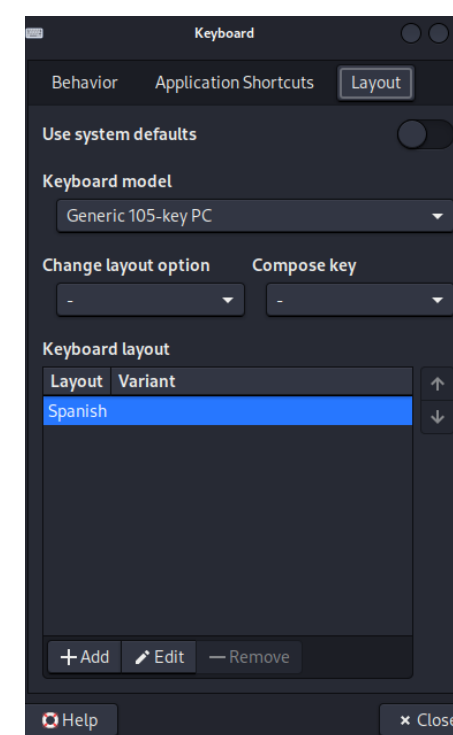 Keyboard
Behavior Application Shortcuts Layout
Use system defaults
Keyboard model
Generic 105-key PC
Change layout option Compose key
- -
Keyboard layout
Layout Variant
Spanish
Add Edit Remove
Help Close